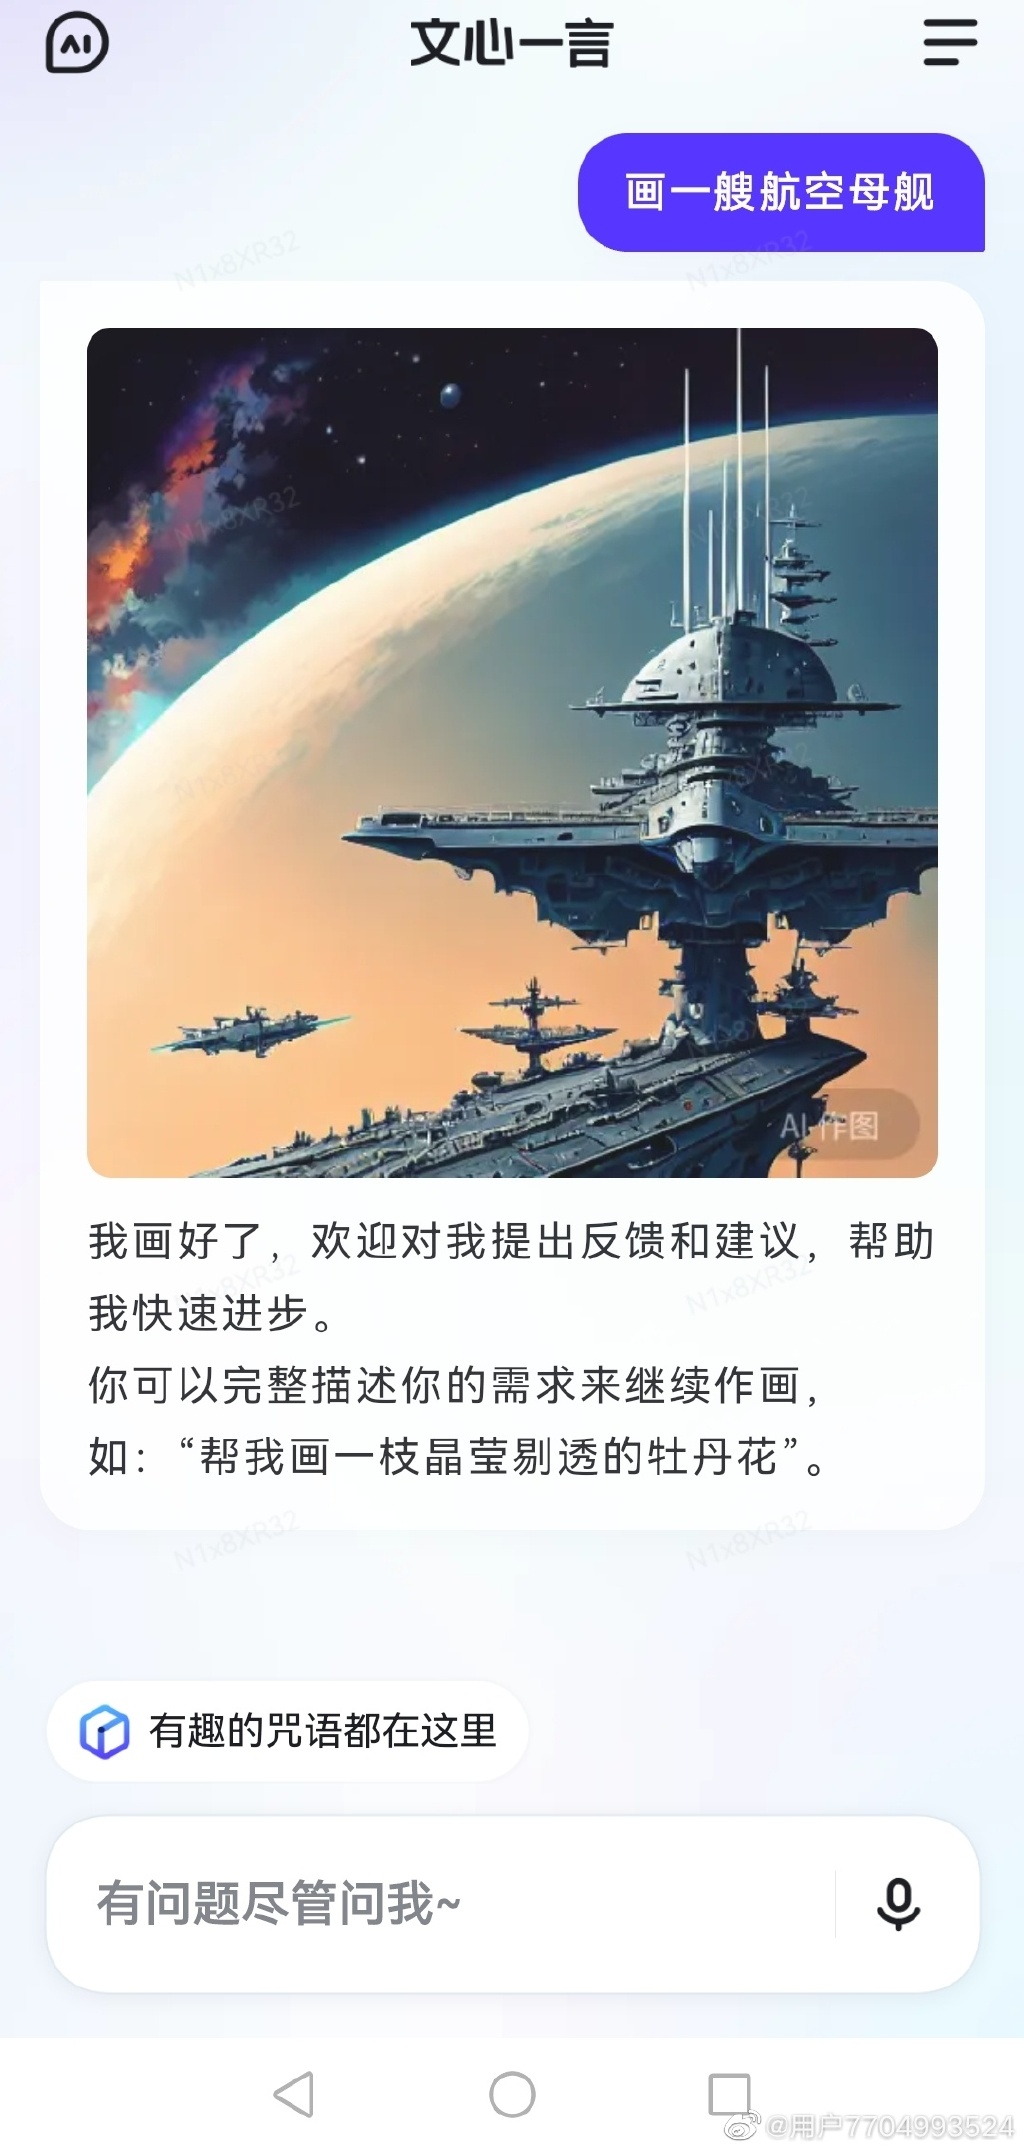 AI
文心一言
画一艘航空母舰
AI 作图
我画好了，欢迎对我提出反馈和建议，帮助
我快速进步。
你可以完整描述你的需求来继续作画，
如：“帮我画一枝晶莹剔透的牡丹花”。
有趣的咒语都在这里
有问题尽管问我~
@用户7704993524
N1x8XR32